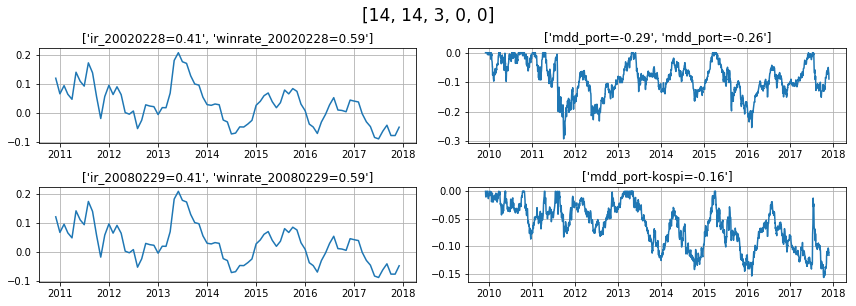 [14, 14, 3, 0, 0]
['ir_20020228=0.41', 'winrate_20020228=0.59']
0.2
0.1
0.0
−0.1
2011 2012 2013 2014 2015 2016 2017 2018
['mdd_port=-0.29', 'mdd_port=-0.26']
0.0
−0.1
−0.2
−0.3
2010 2011 2012 2013 2014 2015 2016 2017 2018
['ir_20080229=0.41', 'winrate_20080229=0.59']
0.2
0.1
0.0
−0.1
2011 2012 2013 2014 2015 2016 2017 2018
['mdd_port-kospi=-0.16']
0.00
−0.05
−0.10
−0.15
2010 2011 2012 2013 2014 2015 2016 2017 2018